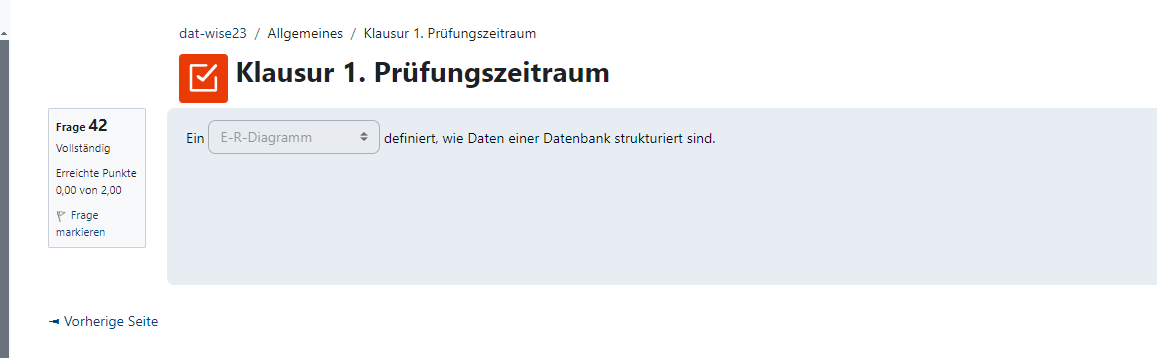 dat-wise23 / Allgemeines / Klausur 1. Prüfungszeitraum
Klausur 1. Prüfungszeitraum
Frage 42
Vollständig
Erreichte Punkte
0,00 von 2,00
Frage
markieren
Ein E-R-Diagramm definiert, wie Daten einer Datenbank strukturiert sind.
Vorherige Seite